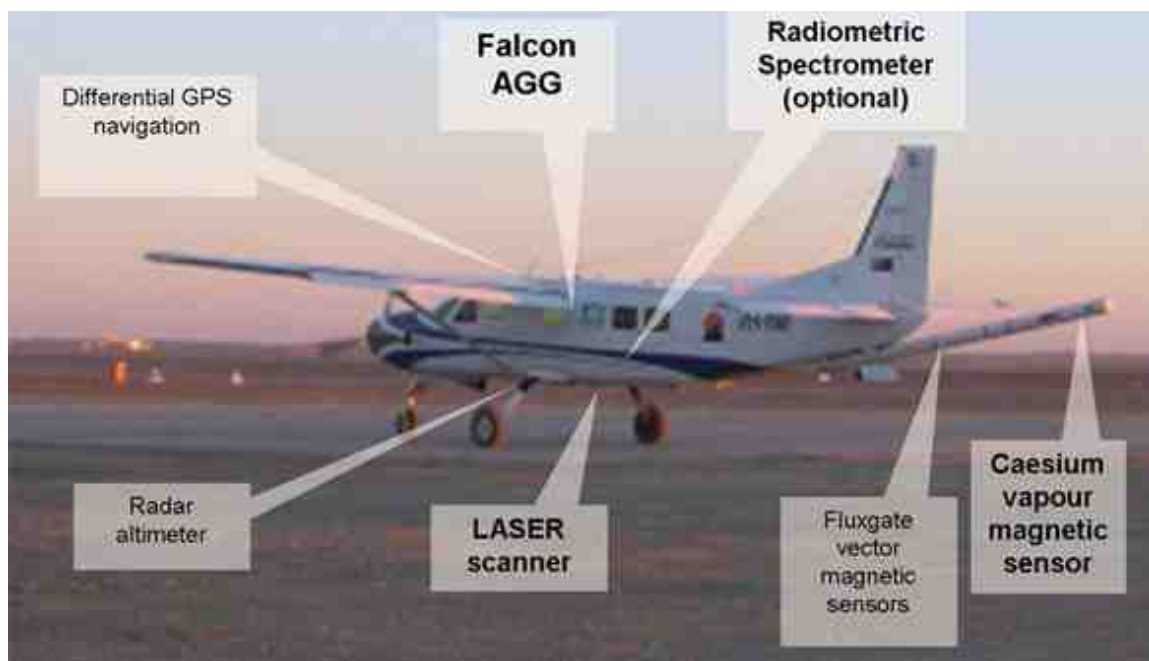 Falcon
AGG
Radiometric
Spectrometer
(optional)
Differential GPS
navigation
Radar
altimeter
LASER
scanner
Fluxgate
vector
magnetic
sensors
Caesium
vapour
magnetic
sensor